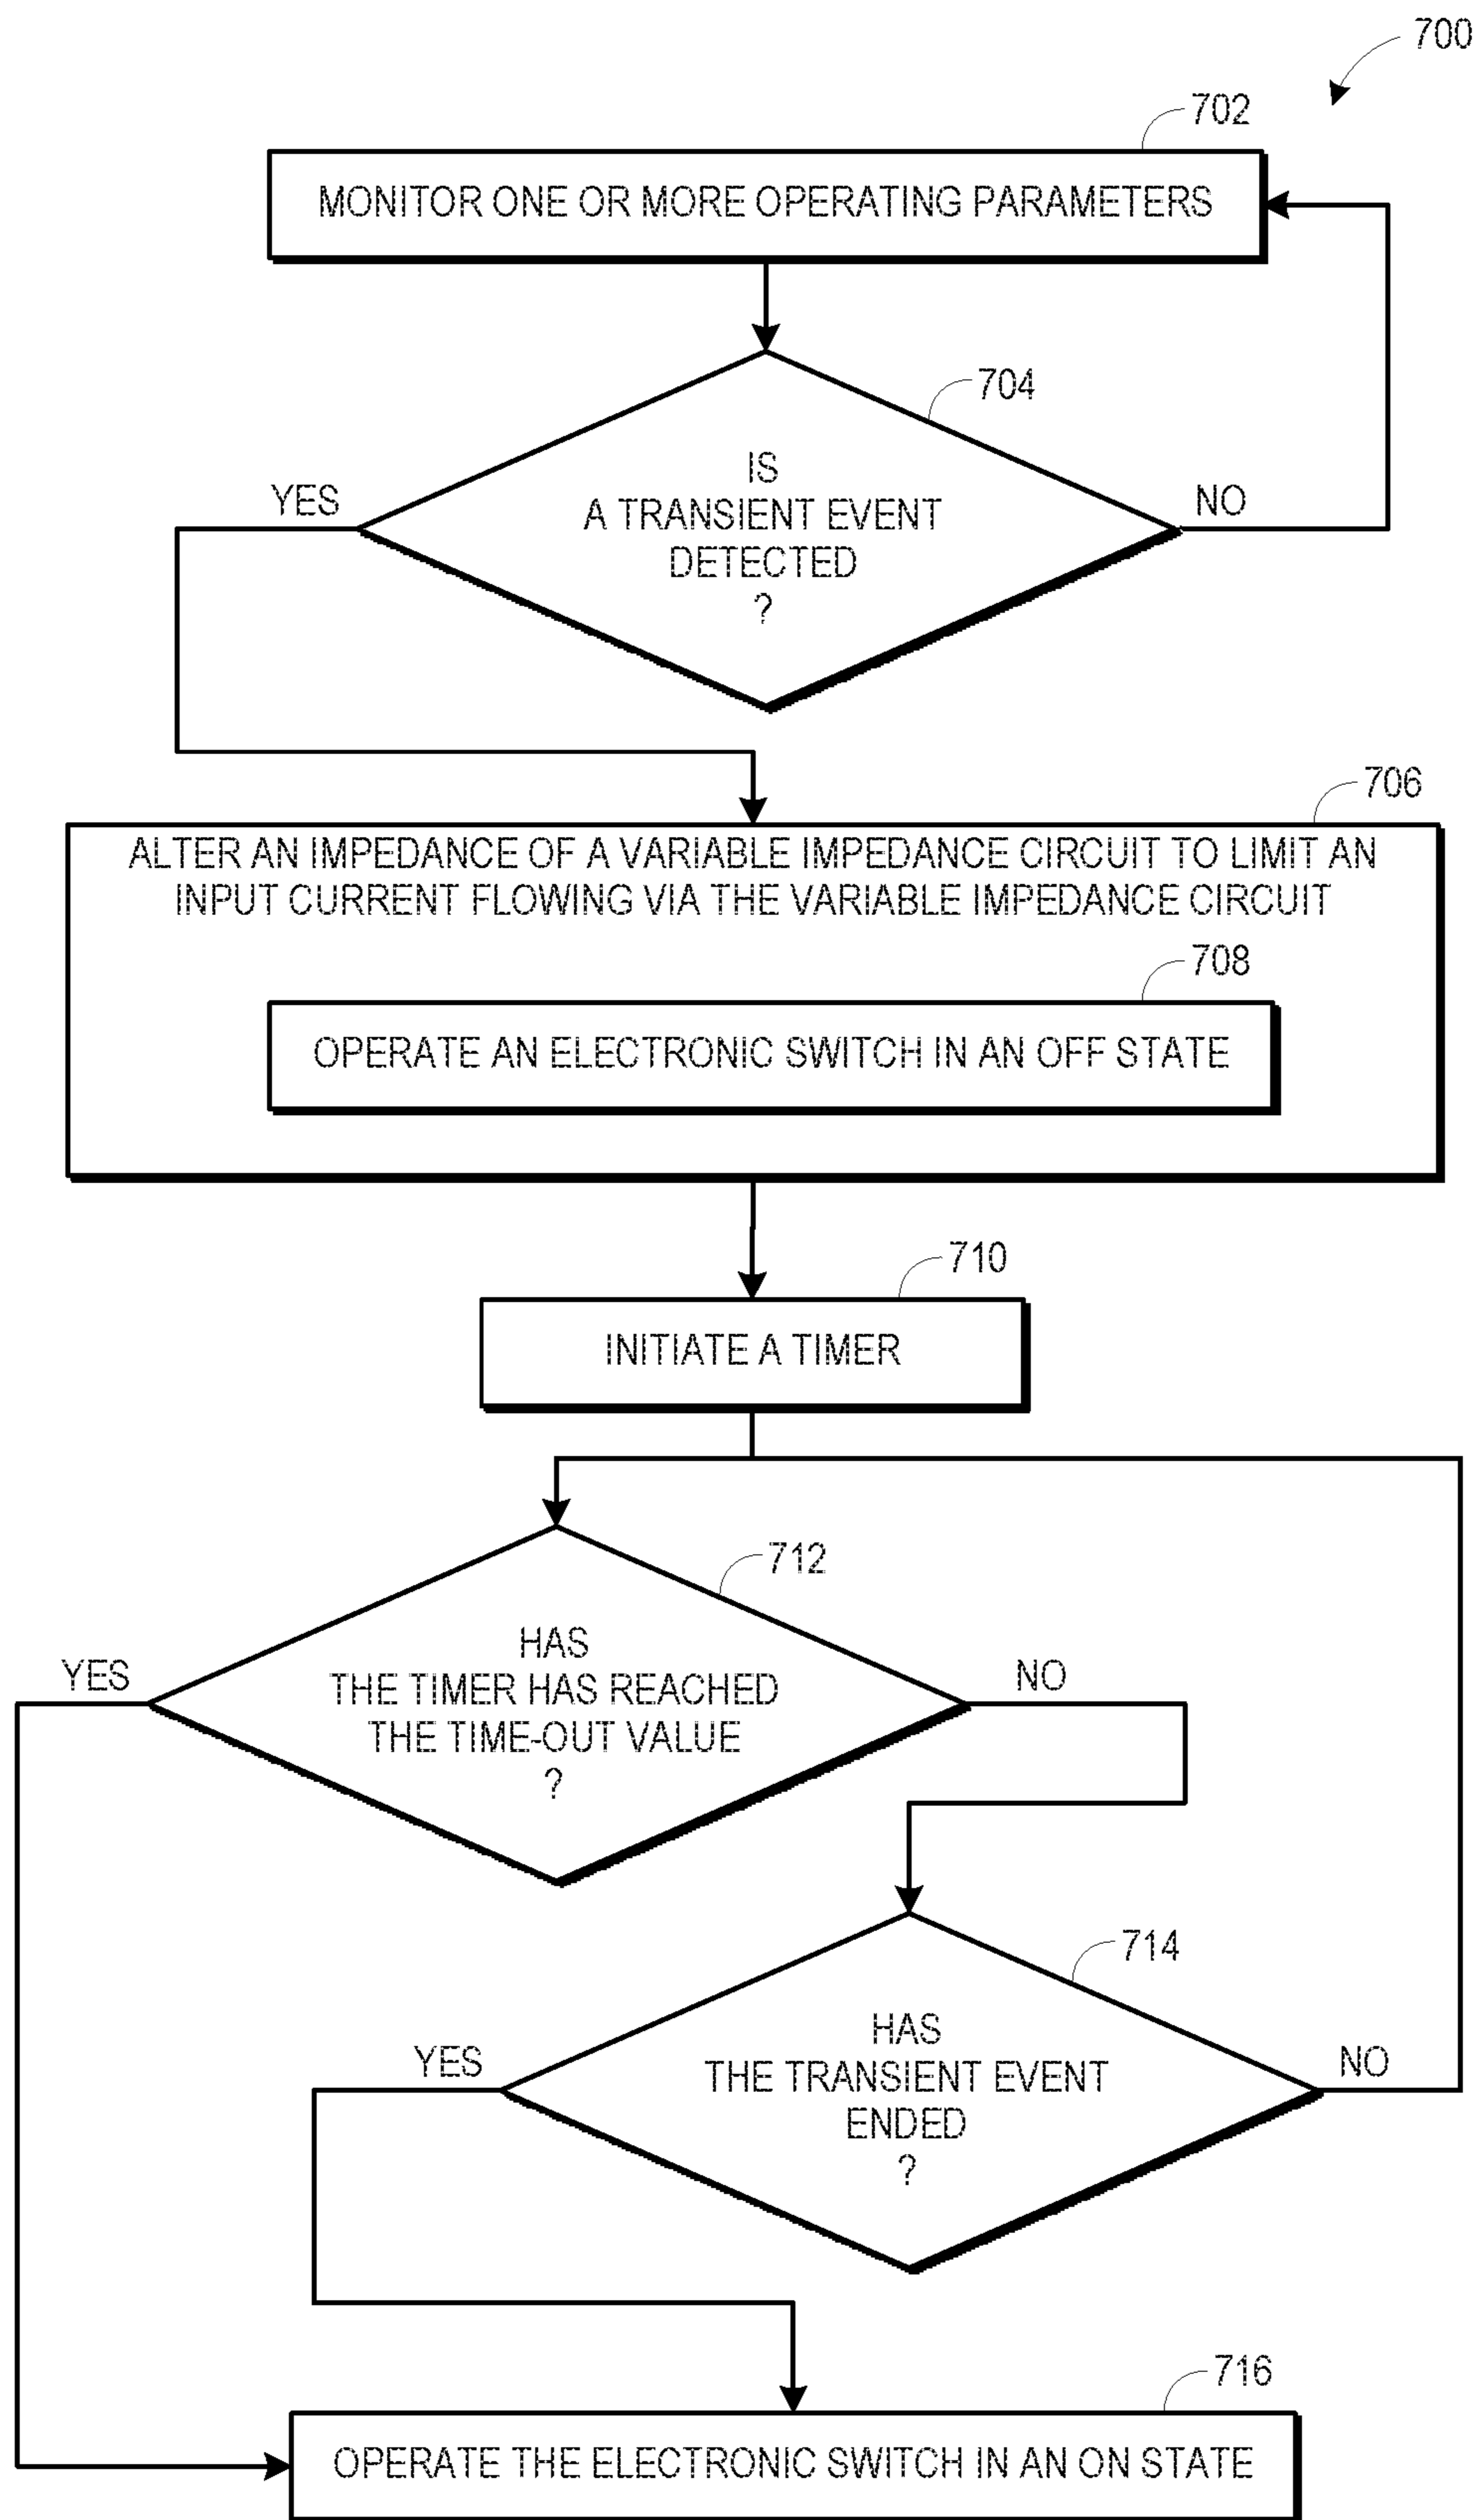 700
702
MONITOR ONE OR MORE OPERATING PARAMETERS
704
IS
A TRANSIENT EVENT
DETECTED
?
YES
NO
706
ALTER AN IMPEDANCE OF A VARIABLE IMPEDANCE CIRCUIT TO LIMIT AN
INPUT CURRENT FLOWING VIA THE VARIABLE IMPEDANCE CIRCUIT
708
OPERATE AN ELECTRONIC SWITCH IN AN OFF STATE
710
INITIATE A TIMER
712
HAS
THE TIMER HAS REACHED
THE TIME-OUT VALUE
?
YES
NO
714
HAS
THE TRANSIENT EVENT
ENDED
?
YES
NO
716
OPERATE THE ELECTRONIC SWITCH IN AN ON STATE